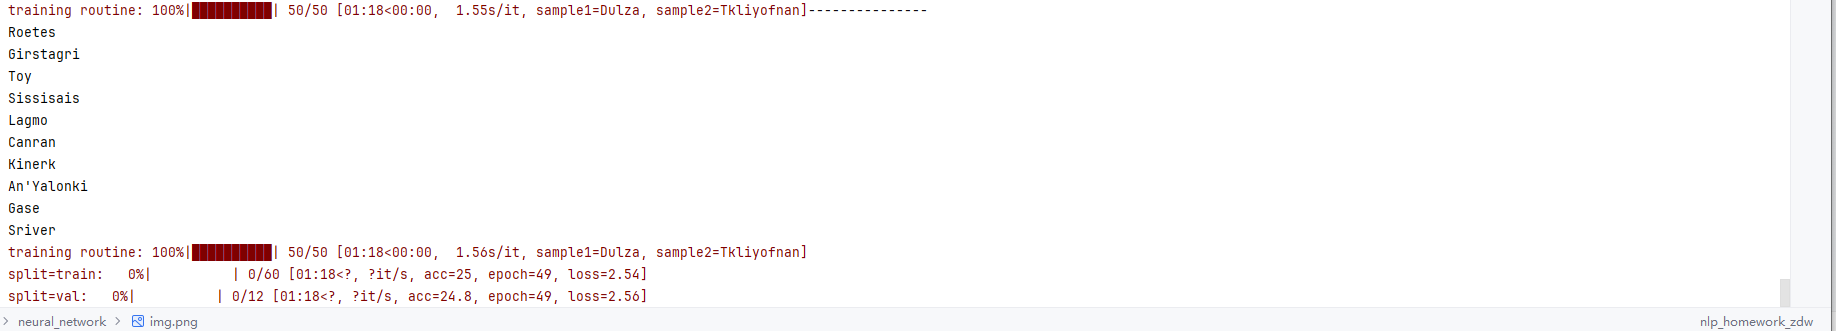 training routine: 100%|██████████| 50/50 [01:18<00:00,  1.55s/it, sample1=Dulza, sample2=Tkliyofnan]---------------
Roetes
Girstagri
Toy
Sissisais
Lagmo
Canran
Kinerk
An'Yalonki
Gase
Sriver
training routine: 100%|██████████| 50/50 [01:18<00:00,  1.56s/it, sample1=Dulza, sample2=Tkliyofnan]
split=train:   0%|          | 0/60 [01:18<?, ?it/s, acc=25, epoch=49, loss=2.54]
split=val:   0%|          | 0/12 [01:18<?, ?it/s, acc=24.8, epoch=49, loss=2.56]
> neural_network > img.png nlp_homework_zdw